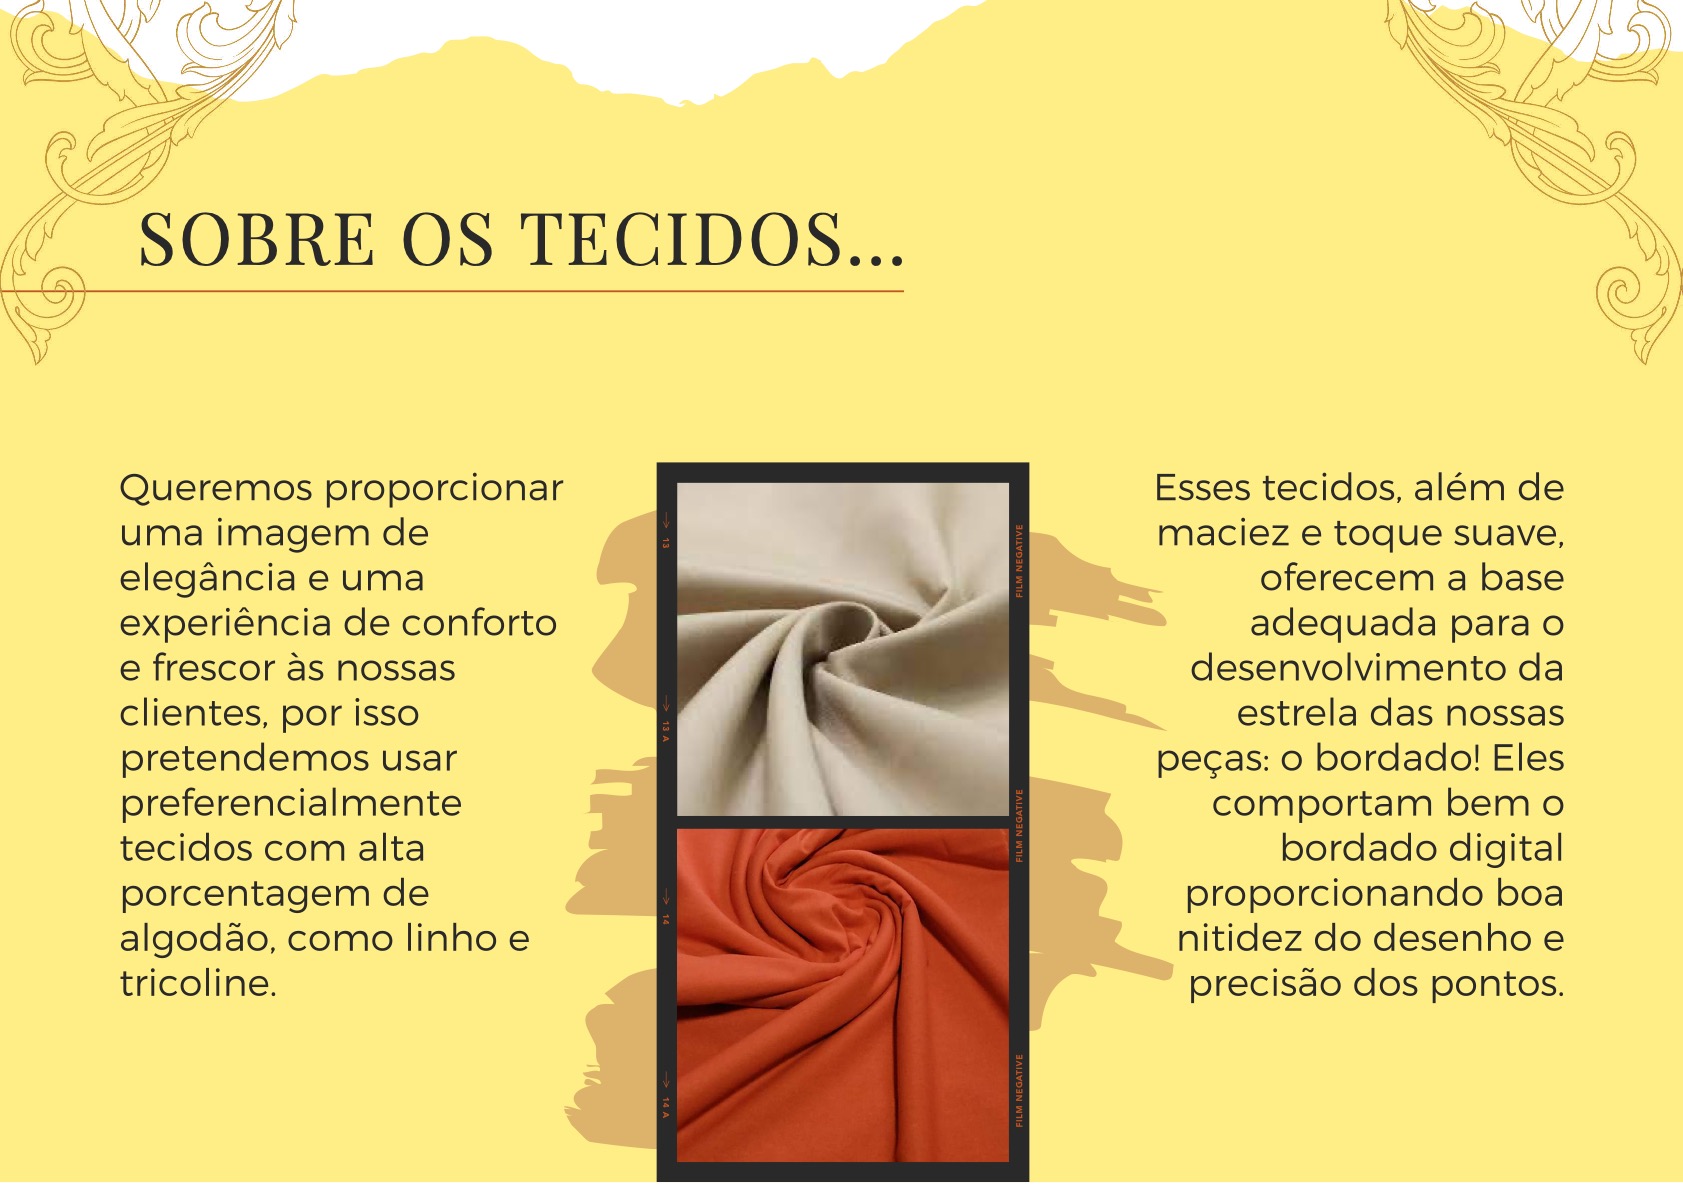 SOBRE OS TECIDOS...
Queremos proporcionar
uma imagem de
elegância e uma
experiência de conforto
e frescor às nossas
clientes, por isso
pretendemos usar
preferencialmente
tecidos com alta
porcentagem de
algodão, como linho e
tricoline.
13
13 A
14
14 A
FILM NEGATIVE
FILM NEGATIVE
FILM NEGATIVE
Esses tecidos, além de
maciez e toque suave,
oferecem a base
adequada para o
desenvolvimento da
estrela das nossas
peças: o bordado! Eles
comportam bem o
bordado digital
proporcionando boa
nitidez do desenho e
precisão dos pontos.